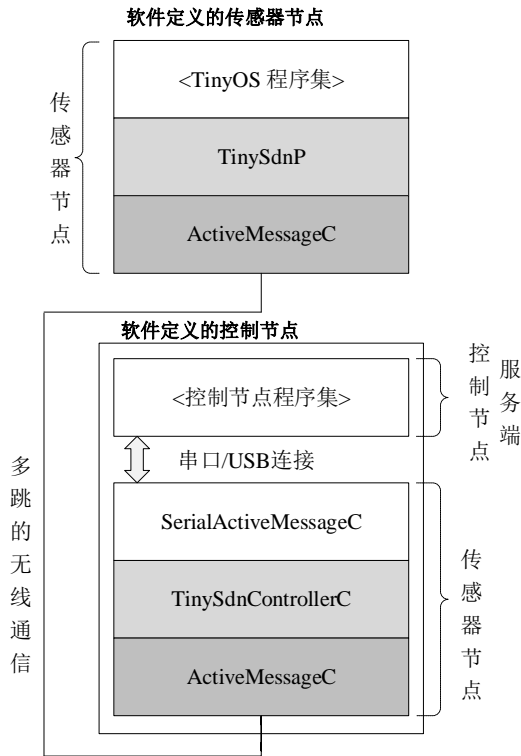 软件定义的传感器节点
传感器节点
<TinyOS 程序集>
TinySdnP
ActiveMessageC
软件定义的控制节点
<控制节点程序集>
控制节点
服务端
串口/USB连接
多跳的无线通信
SerialActiveMessageC
TinySdnControllerC
ActiveMessageC
传感器节点